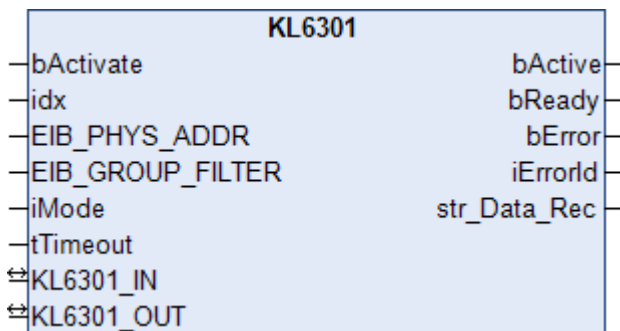 KL6301
bActivate bActive
idx bReady
EIB_PHYS_ADDR bError
EIB_GROUP_FILTER iErrorId
iMode str_Data_Rec
tTimeout
KL6301_IN
KL6301_OUT